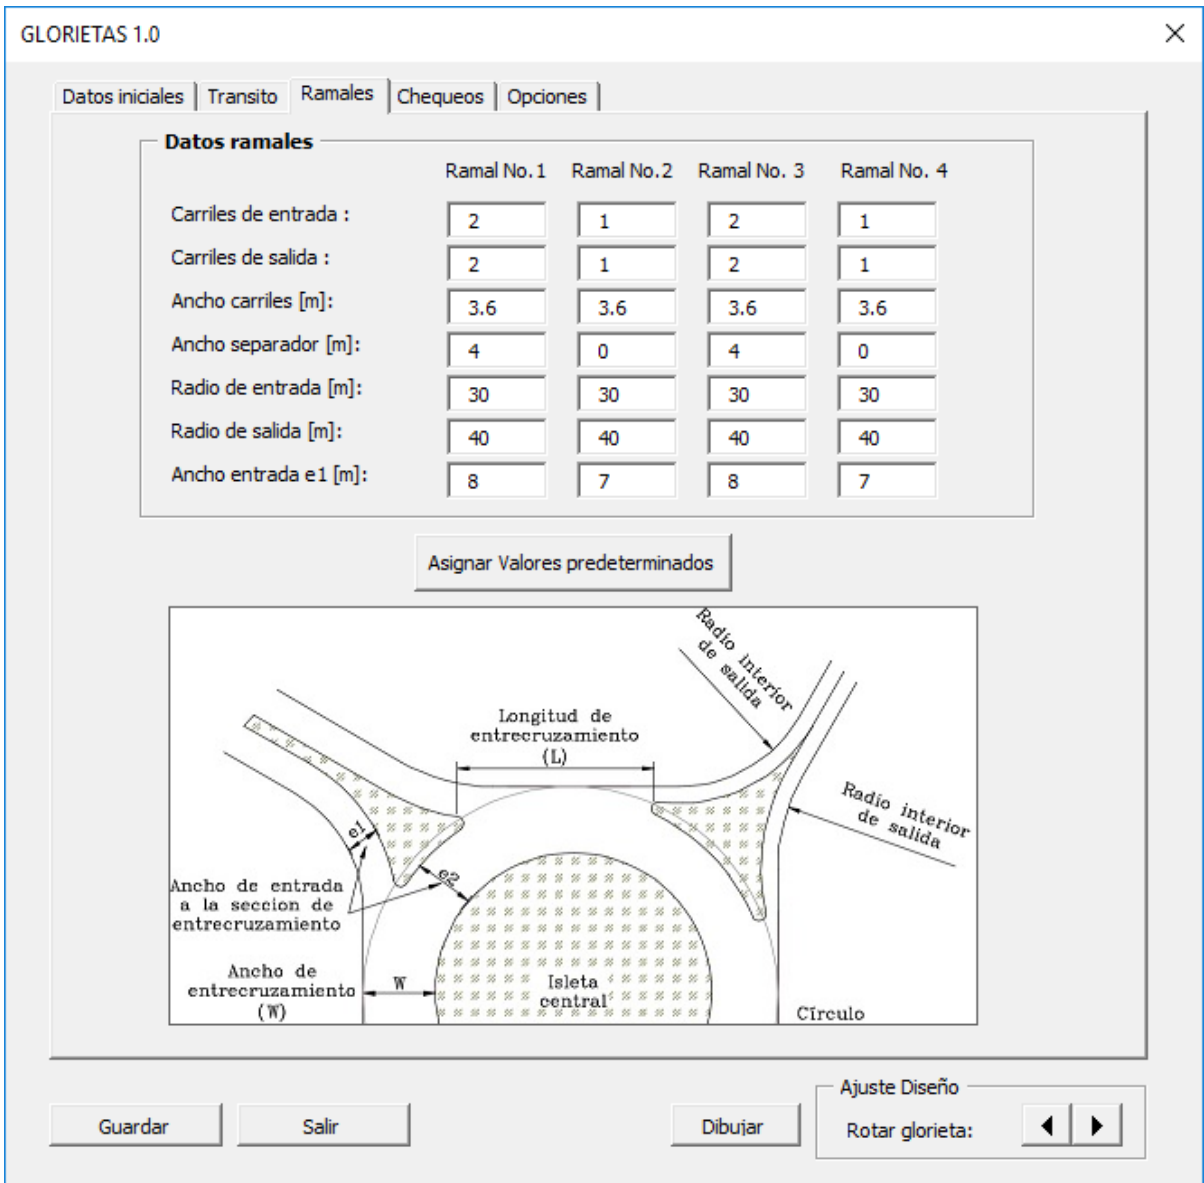 GLORIETAS 1.0
Datos iniciales Transito Ramales Chequeos Opciones
Datos ramales
Ramal No.1 Ramal No.2 Ramal No. 3 Ramal No. 4
Carriles de entrada : 2 1 2 1
Carriles de salida : 2 1 2 1
Ancho carriles [m]: 3.6 3.6 3.6 3.6
Ancho separador [m]: 4 0 4 0
Radio de entrada [m]: 30 30 30 30
Radio de salida [m]: 40 40 40 40
Ancho entrada e1 [m]: 8 7 8 7
Asignar Valores predeterminados
Radio interior
de salida
Longitud de
entrecruzamiento
(L)
Radio interior
de salida
e1
e2
Ancho de entrada
a la seccion de
entrecruzamiento
Ancho de
entrecruzamiento
(W)
W
Isleta
central
Círculo
Guardar Salir Dibujar
Ajuste Diseño
Rotar glorieta: